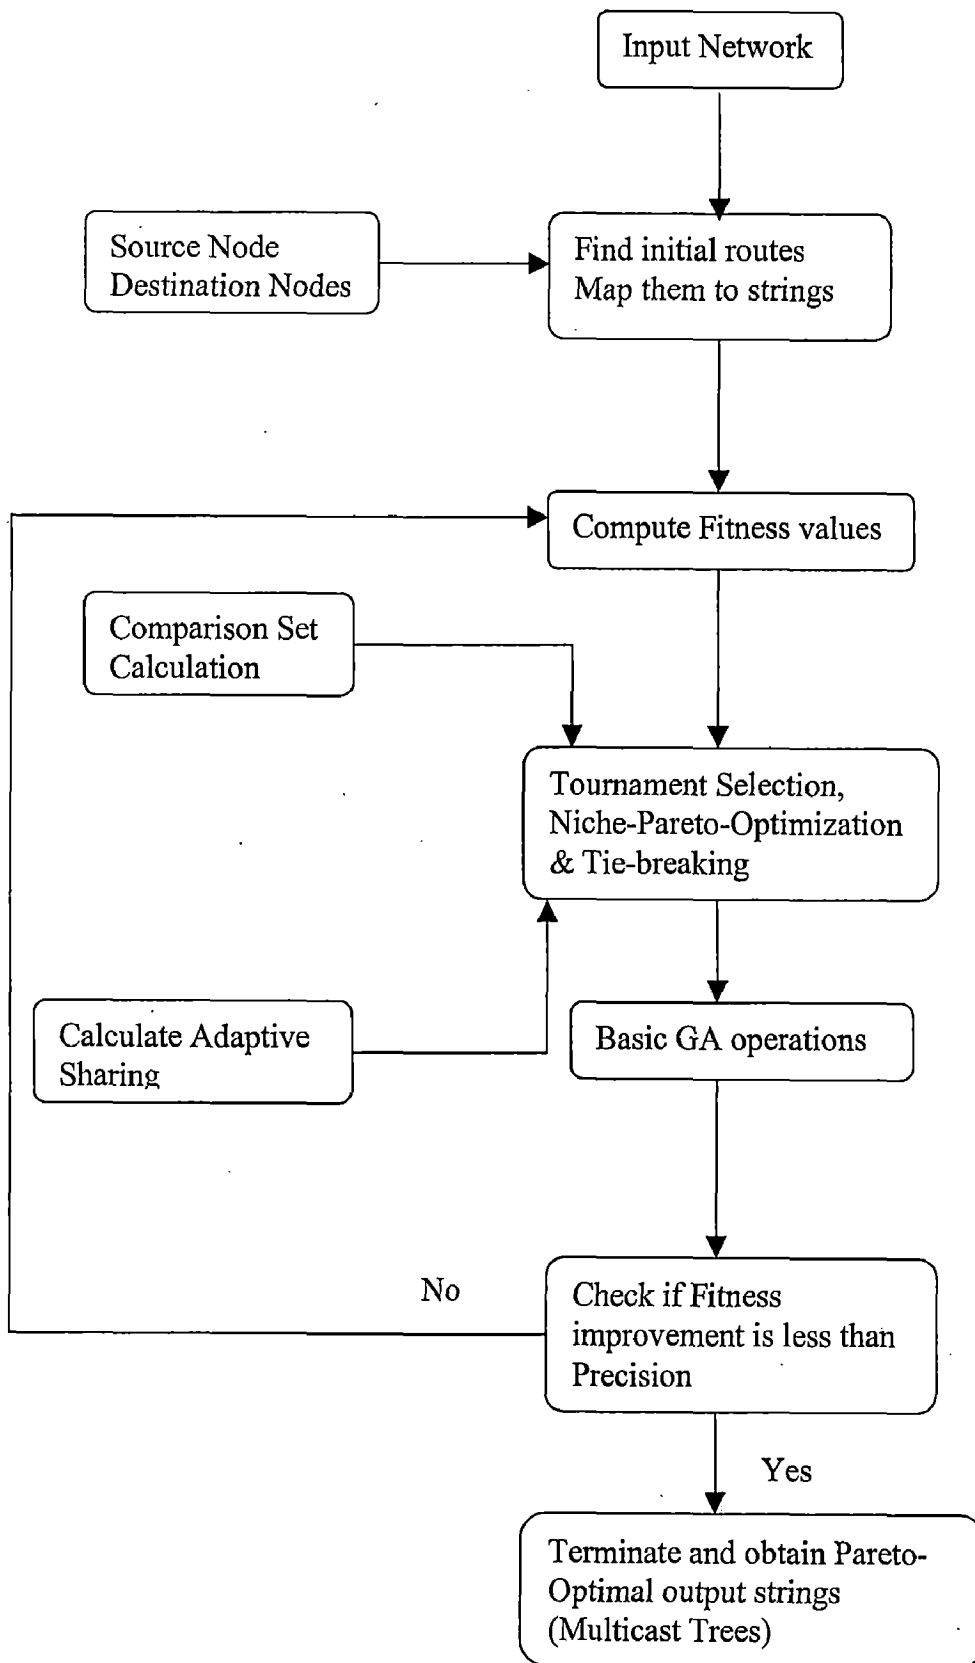 Input Network
Source Node
Destination Nodes
Find initial routes
Map them to strings
Compute Fitness values
Comparison Set
Calculation
Tournament Selection,
Niche-Pareto-Optimization
& Tie-breaking
Calculate Adaptive
Sharing
Basic GA operations
No
Check if Fitness
improvement is less than
Precision
Yes
Terminate and obtain Pareto-
Optimal output strings
(Multicast Trees)